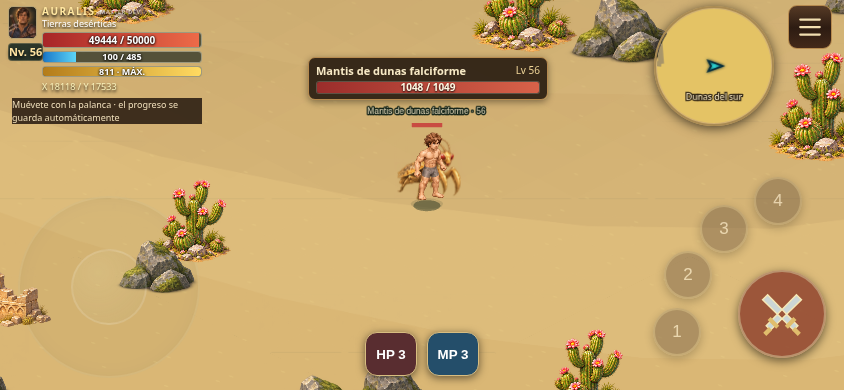 AURALIS
Tierras desérticas
49444 / 50000
Nv. 56
100 / 485
811 · MÁX.
X 18118 / Y 17533
Muévete con la palanca · el progreso se
guarda automáticamente
Mantis de dunas falciforme Lv 56
1048 / 1049
Mantis de dunas falciforme · 56
Dunas del sur
4
3
2
1
HP 3
MP 3